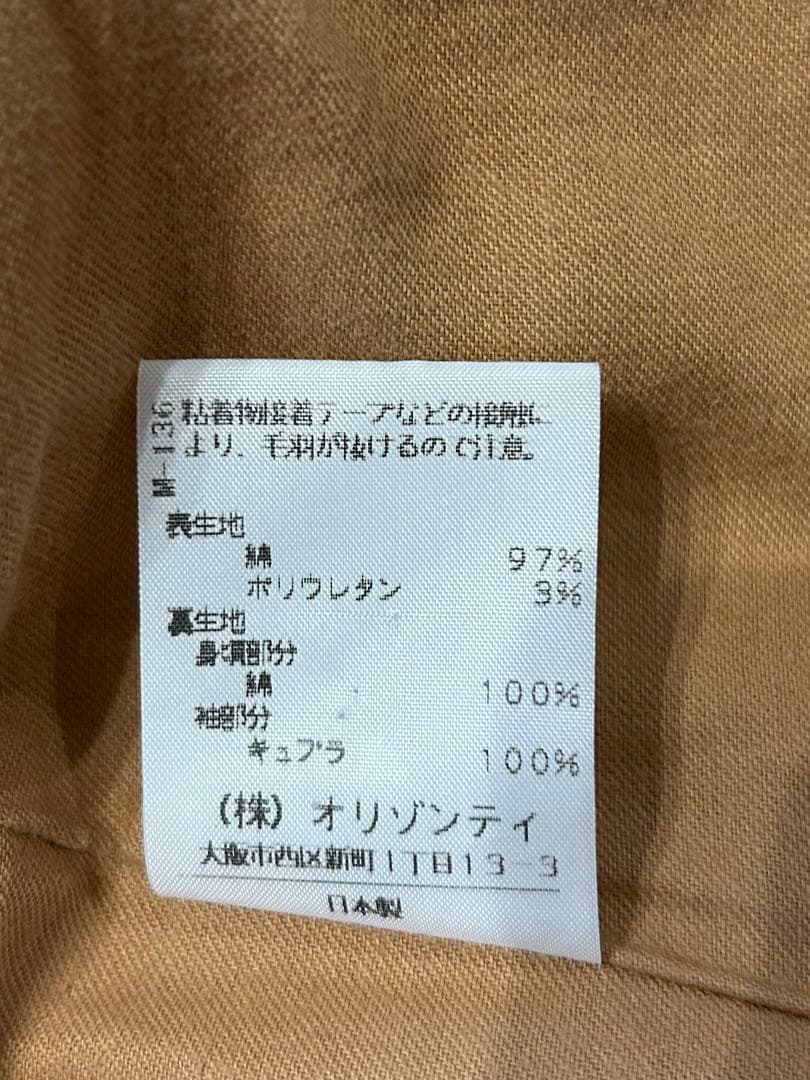 M-136
粘着物接着テープなどの接触に
より、毛羽が抜けるので注意。
表生地
綿 97%
ポリウレタン 3%
裏生地
身頃部分
綿 100%
袖部分
キュプラ 100%
(株) オリゾンティ
大阪市西区新町1丁目13-3
日本製